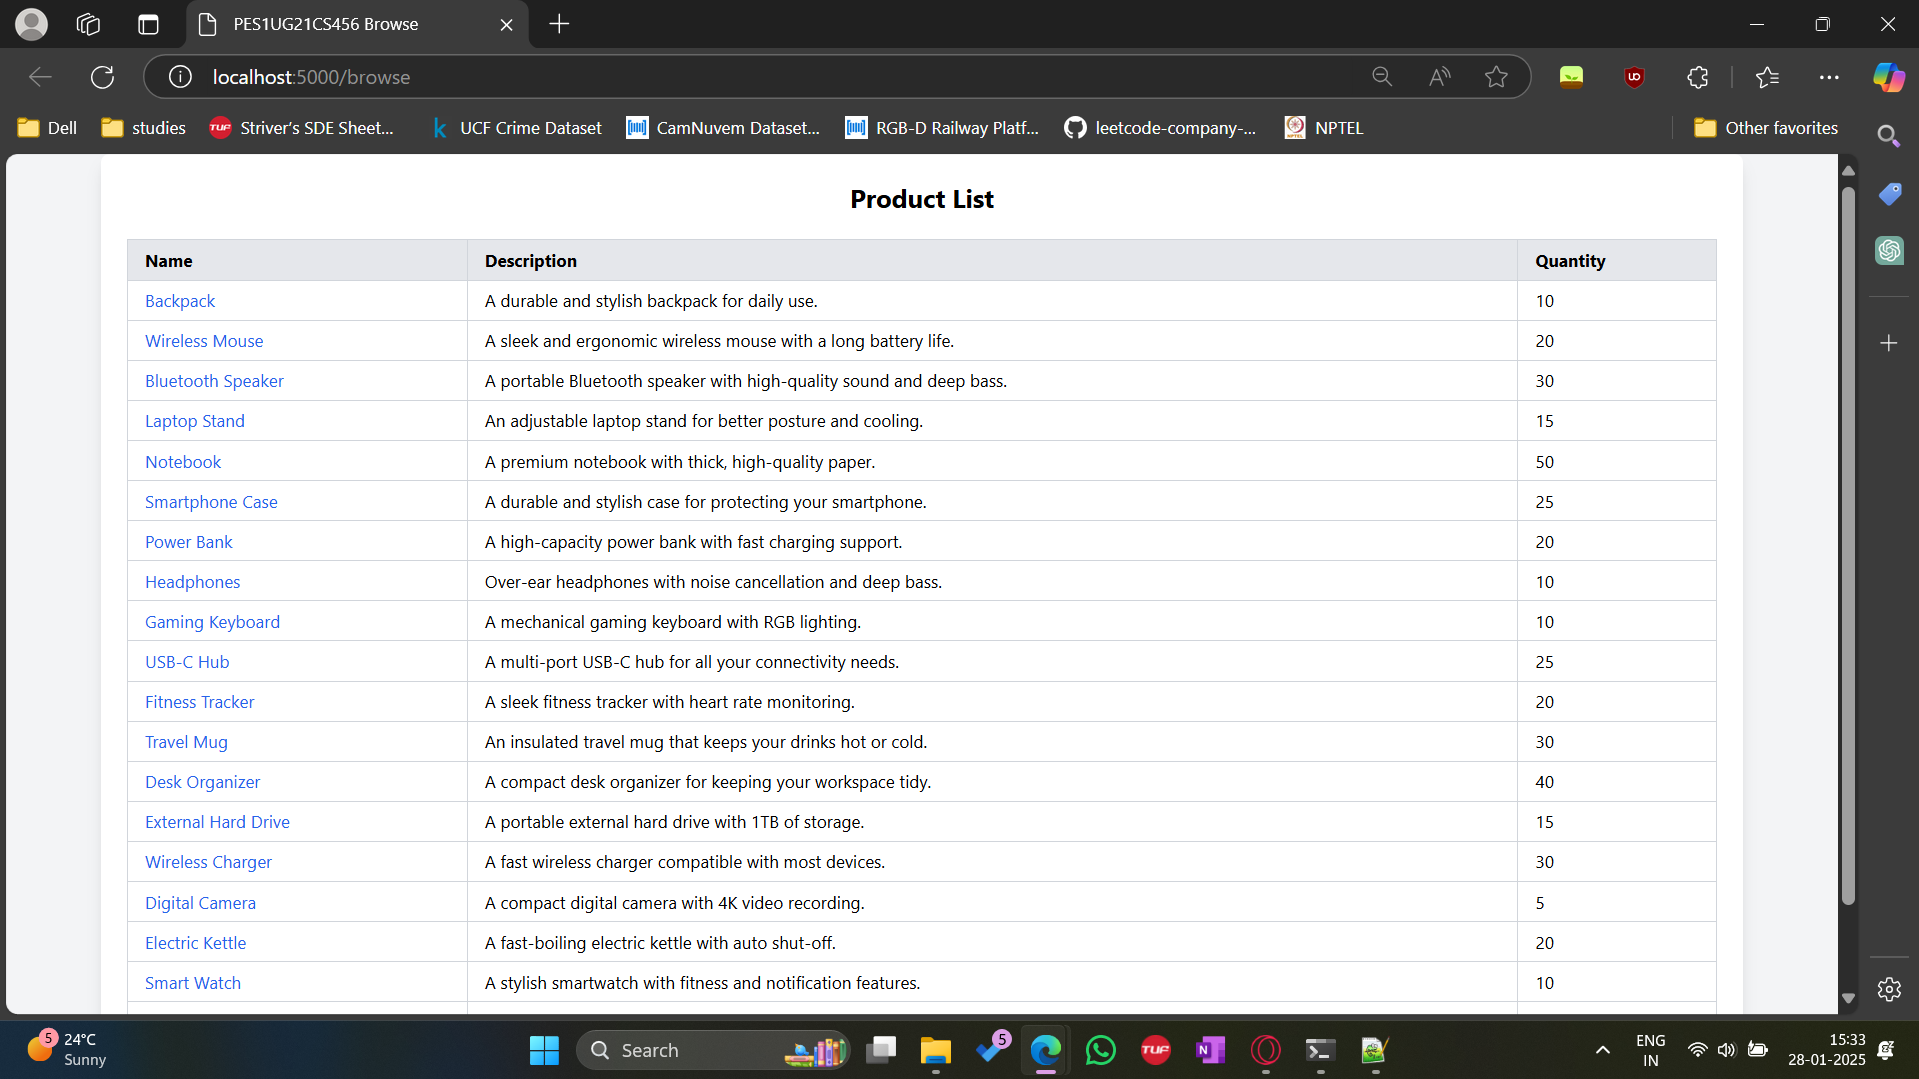 PES1UG21CS456 Browse
localhost:5000/browse
Dell studies TUF Striver's SDE Sheet... k UCF Crime Dataset CamNuvem Dataset... RGB-D Railway Platf... leetcode-company-... NPTEL Other favorites
Product List
Name Description Quantity
Backpack A durable and stylish backpack for daily use. 10
Wireless Mouse A sleek and ergonomic wireless mouse with a long battery life. 20
Bluetooth Speaker A portable Bluetooth speaker with high-quality sound and deep bass. 30
Laptop Stand An adjustable laptop stand for better posture and cooling. 15
Notebook A premium notebook with thick, high-quality paper. 50
Smartphone Case A durable and stylish case for protecting your smartphone. 25
Power Bank A high-capacity power bank with fast charging support. 20
Headphones Over-ear headphones with noise cancellation and deep bass. 10
Gaming Keyboard A mechanical gaming keyboard with RGB lighting. 10
USB-C Hub A multi-port USB-C hub for all your connectivity needs. 25
Fitness Tracker A sleek fitness tracker with heart rate monitoring. 20
Travel Mug An insulated travel mug that keeps your drinks hot or cold. 30
Desk Organizer A compact desk organizer for keeping your workspace tidy. 40
External Hard Drive A portable external hard drive with 1TB of storage. 15
Wireless Charger A fast wireless charger compatible with most devices. 30
Digital Camera A compact digital camera with 4K video recording. 5
Electric Kettle A fast-boiling electric kettle with auto shut-off. 20
Smart Watch A stylish smartwatch with fitness and notification features. 10
5 24°C
Sunny
Search
5
TUF
N
ENG
IN
15:33
28-01-2025